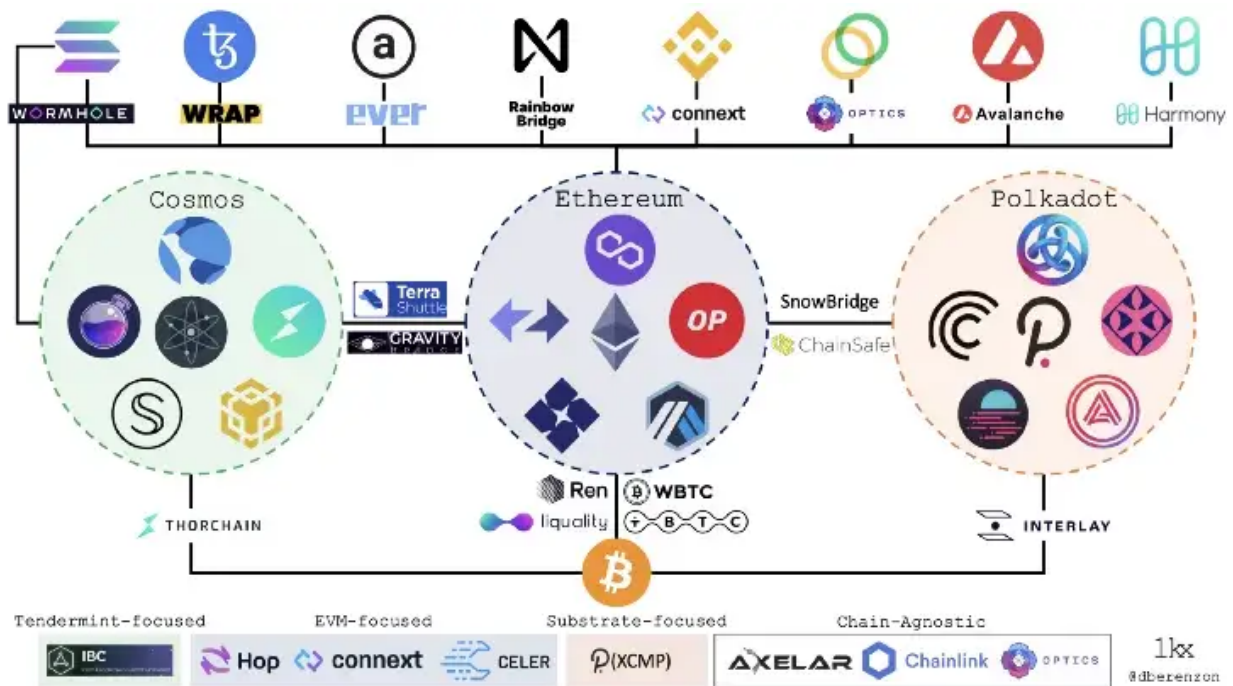 a
WORMHOLE
WRAP
ever
Rainbow
Bridge
connext
OPTICS
Avalanche
Harmony
Cosmos
Ethereum
Polkadot
Terra
Shuttle
GRAVITY
BRIDGE
OP
SnowBridge
ChainSafe
S
Ren
WBTC
liquality
T B T C
THORCHAIN
INTERLAY
Tendermint-focused
EVM-focused
Substrate-focused
Chain-Agnostic
IBC
Hop
connext
CELER
(XCMP)
AXELAR
Chainlink
OPTICS
1kx
@dberenzon